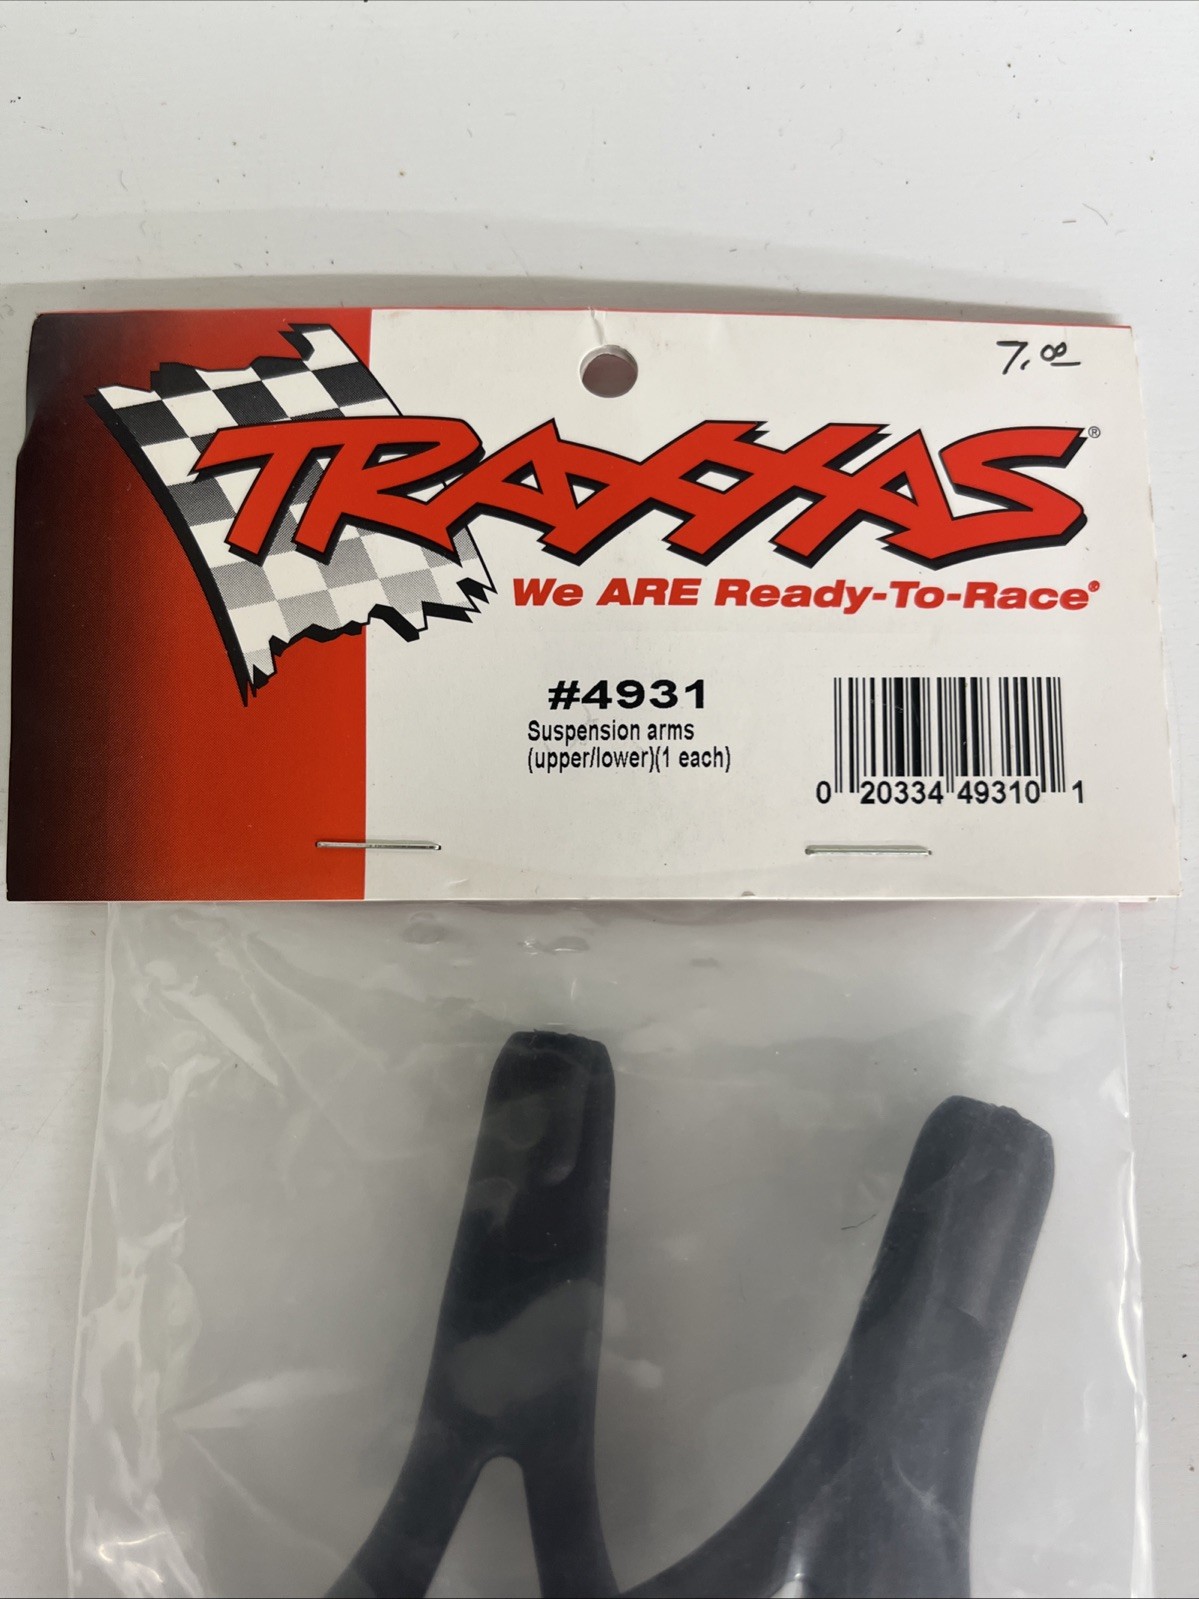 7.00
TRAXXAS®
We ARE Ready-To-Race®
#4931
Suspension arms
(upper/lower)(1 each)
0 20334 49310 1